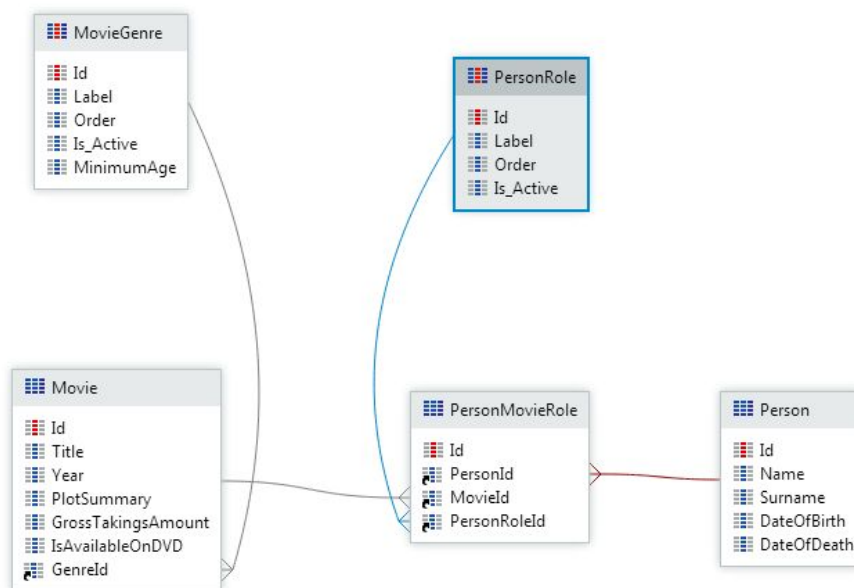 MovieGenre
Id
Label
Order
Is_Active
MinimumAge
PersonRole
Id
Label
Order
Is_Active
Movie
Id
Title
Year
PlotSummary
GrossTakingsAmount
IsAvailableOnDVD
GenreId
PersonMovieRole
Id
PersonId
MovieId
PersonRoleId
Person
Id
Name
Surname
DateOfBirth
DateOfDeath